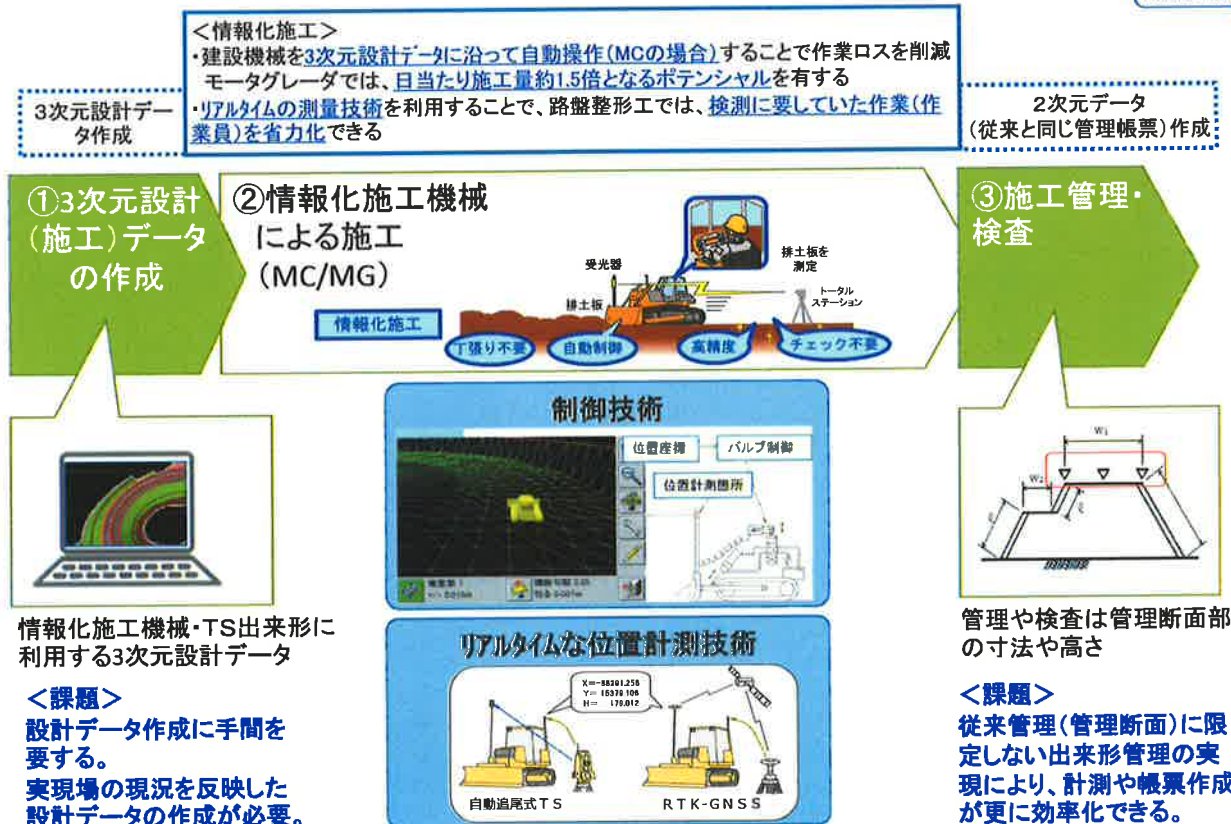 ＜情報化施工＞
・建設機械を3次元設計データに沿って自動操作(MCの場合)することで作業ロスを削減
モータグレーダでは、日当たり施工量約1.5倍となるポテンシャルを有する
・リアルタイムの測量技術を利用することで、路盤整形工では、検測に要していた作業(作
業員)を省力化できる
3次元設計デー
タ作成
2次元データ
(従来と同じ管理帳票)作成
①3次元設計
(施工)データ
の作成
②情報化施工機械
による施工
(MC/MG)
受光器
排土板を
測定
排土板
トータル
ステーション
情報化施工
丁張り不要
自動制御
高精度
チェック不要
③施工管理・
検査
制御技術
位置座標
バルブ制御
位置計測箇所
W1
W2
ℓ
ℓ
情報化施工機械・TS出来形に
利用する3次元設計データ
＜課題＞
設計データ作成に手間を
要する。
実現場の現況を反映した
設計データの作成が必要。
リアルタイムな位置計測技術
X=-88291.258
Y= 15370.106
H= 179.012
自動追尾式TS
RTK-GNSS
管理や検査は管理断面部
の寸法や高さ
＜課題＞
従来管理(管理断面)に限
定しない出来形管理の実
現により、計測や帳票作成
が更に効率化できる。